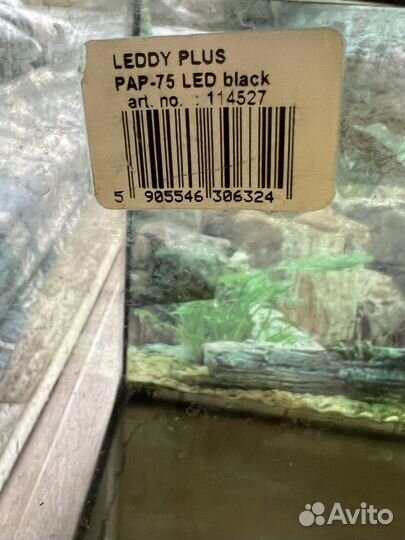 LEDDY PLUS
PAP-75 LED black
art. no. : 114527
5 905546 306324
Avito